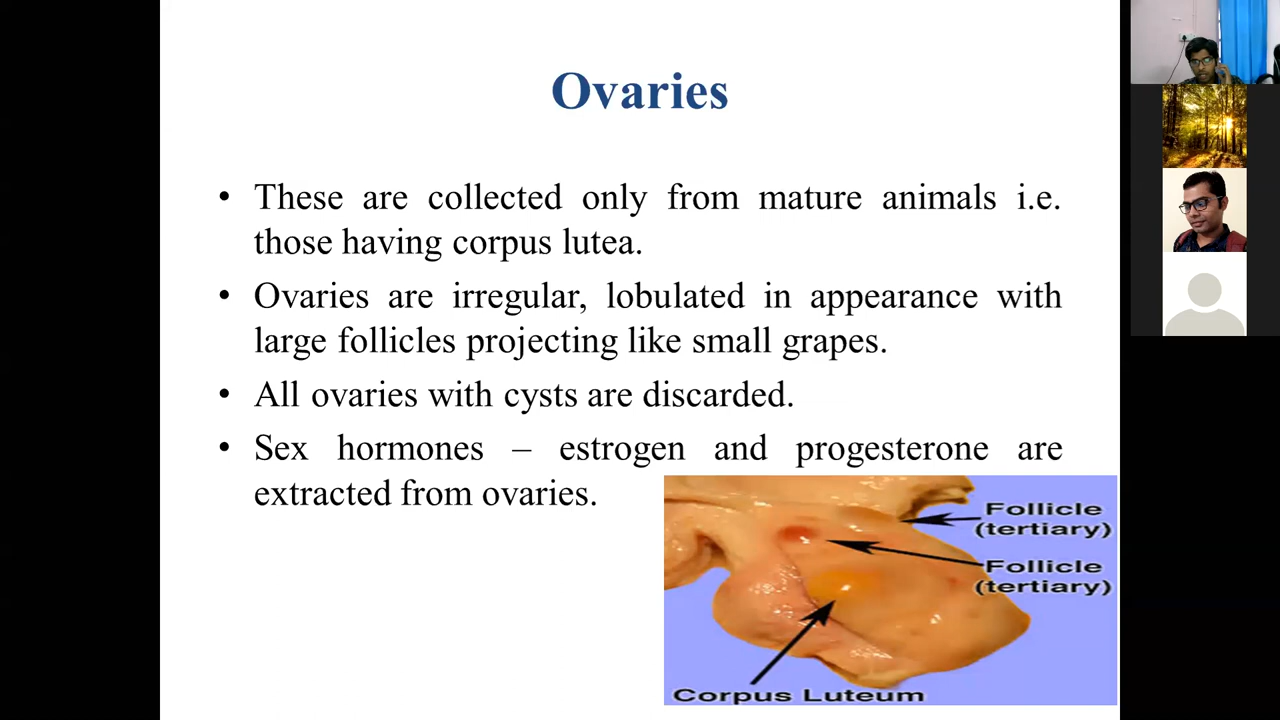 Ovaries
• These are collected only from mature animals i.e.
those having corpus lutea.
• Ovaries are irregular, lobulated in appearance with
large follicles projecting like small grapes.
• All ovaries with cysts are discarded.
• Sex hormones – estrogen and progesterone are
extracted from ovaries.
Follicle
(tertiary)
Follicle
(tertiary)
Corpus Luteum